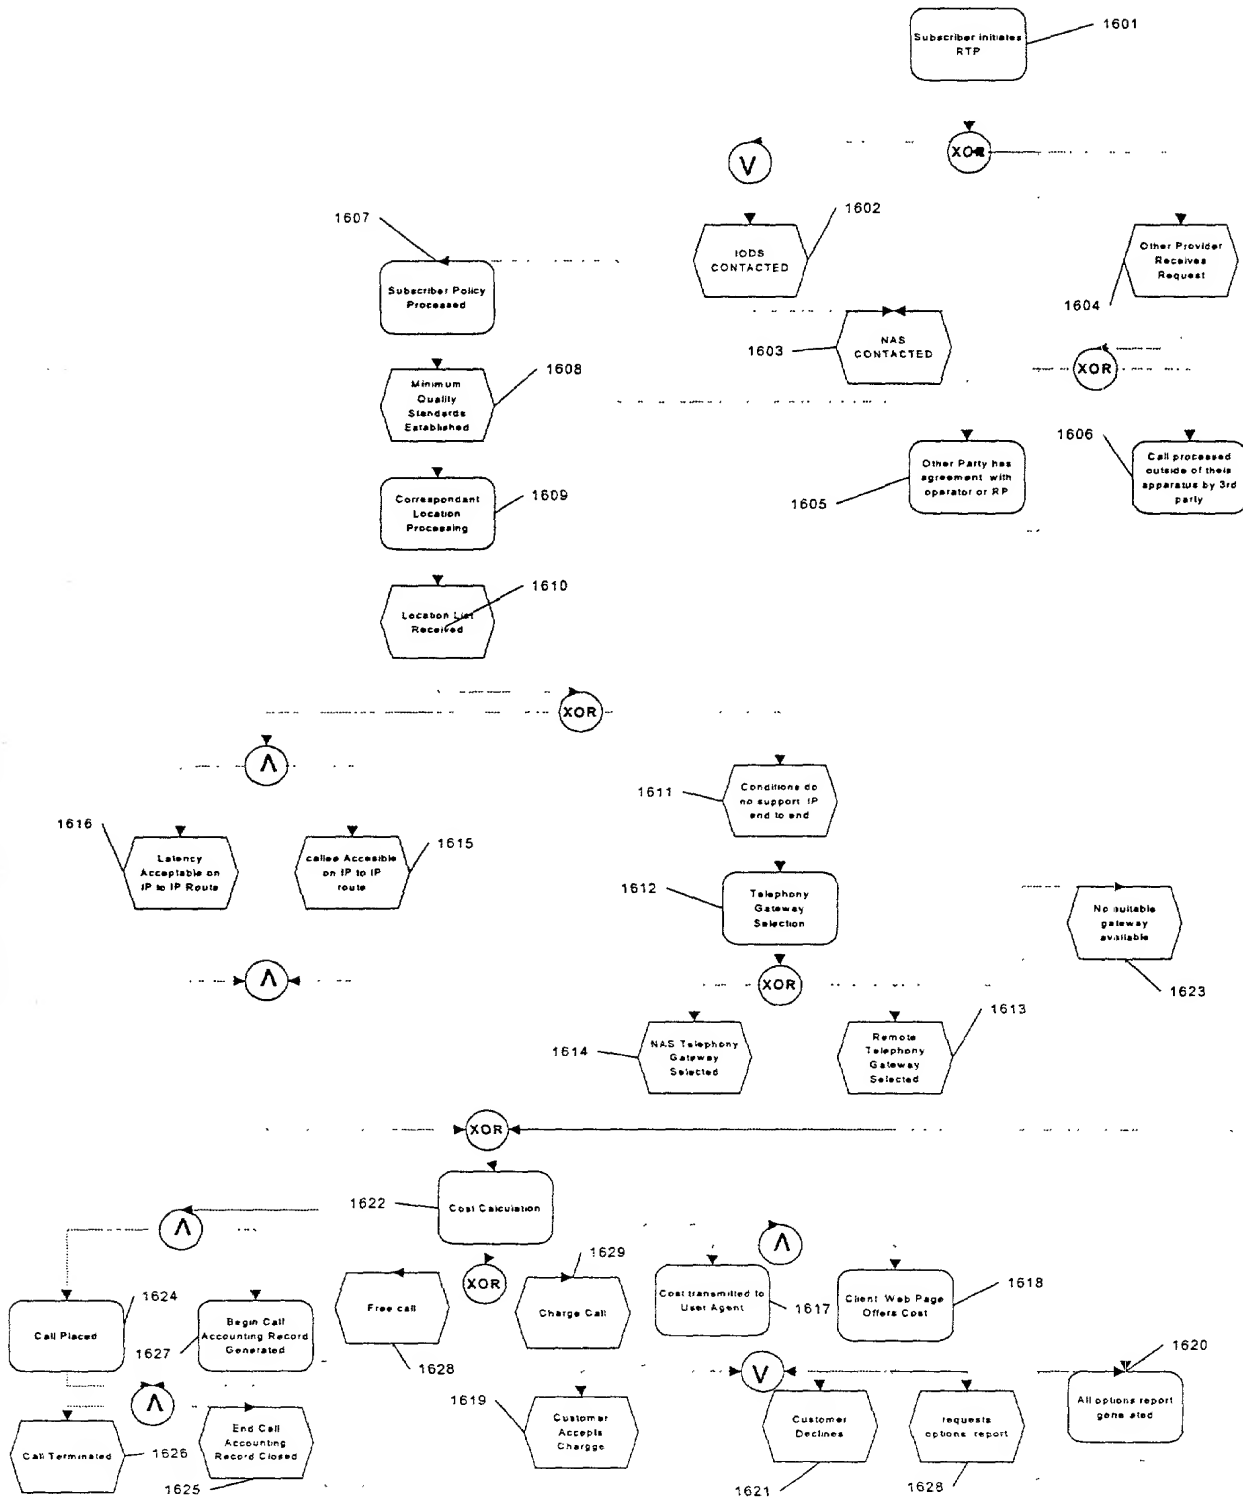 1601
Subscriber initiates
RTP
XOR
V
1602
IODS
CONTACTED
Other Provider
Receives
Request
1604
1607
Subscriber Policy
Processed
1603
NAS
CONTACTED
XOR
1608
Minimum
Quality
Standards
Established
1605
Other Party has
agreement with
operator or RP
1606
Call processed
outside of theis
apparatus by 3rd
party
1609
Correspondant
Location
Processing
1610
Location List
Received
XOR
Λ
1611
Conditions do
no support IP
end to end
1616
Latency
Acceptable on
IP to IP Route
1615
callee Accesible
on IP to IP
route
1612
Telephony
Gateway
Selection
No suitable
gateway
available
1623
Λ
XOR
1614
NAS Telephony
Gateway
Selected
1613
Remote
Telephony
Gateway
Selected
XOR
1622
Cost Calculation
Λ
XOR
Λ
1629
1624
Call Placed
1627
Begin Call
Accounting Record
Generated
Free call
1628
Charge Call
Cost transmitted to
User Agent
1617
Client Web Page
Offers Cost
1618
1620
All options report
generated
Λ
V
Call Terminated
1626
End Call
Accounting
Record Closed
1625
1619
Customer
Accepts
Chargge
Customer
Declines
1621
requests
options report
1628